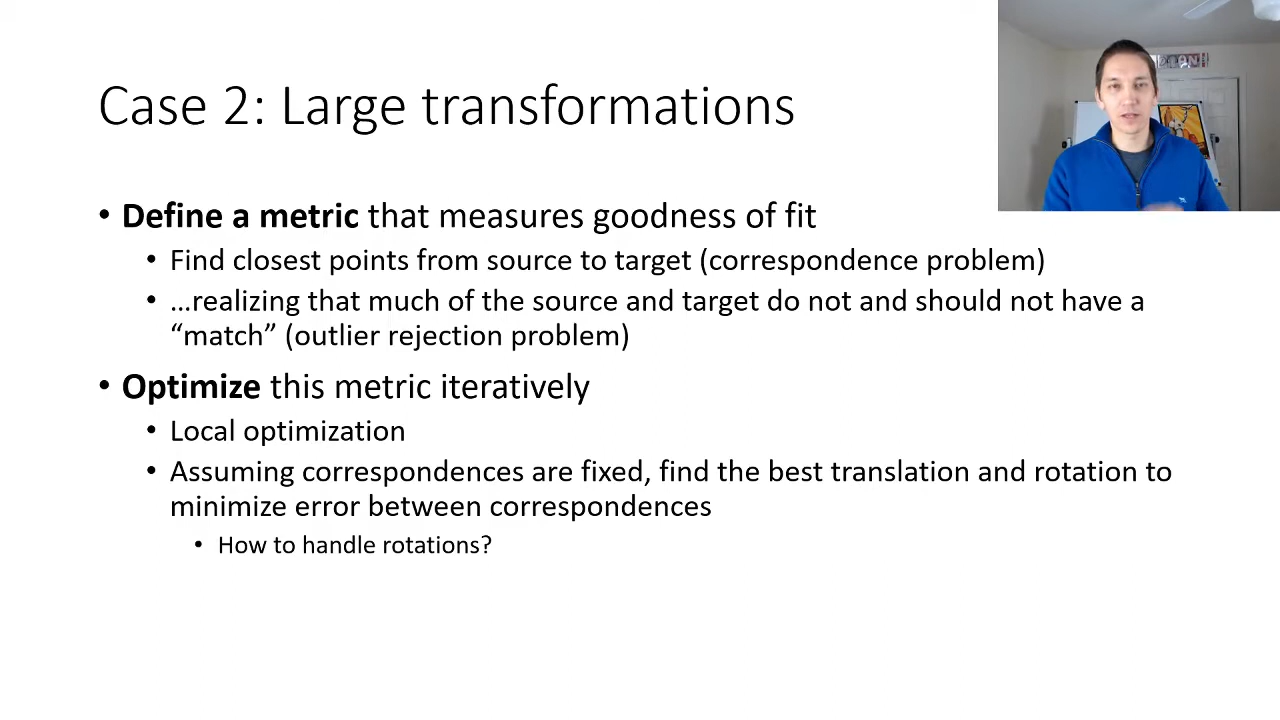 Case 2: Large transformations
• Define a metric that measures goodness of fit
• Find closest points from source to target (correspondence problem)
• …realizing that much of the source and target do not and should not have a
“match” (outlier rejection problem)
• Optimize this metric iteratively
• Local optimization
• Assuming correspondences are fixed, find the best translation and rotation to
minimize error between correspondences
• How to handle rotations?